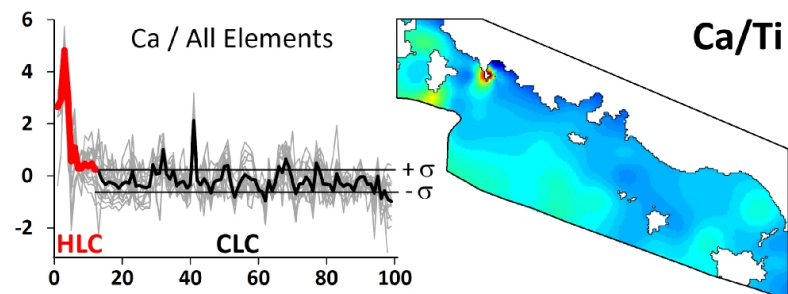 6
Ca / All Elements
4
2
0
-2
+ σ
- σ
HLC
CLC
0 20 40 60 80 100
Ca/Ti